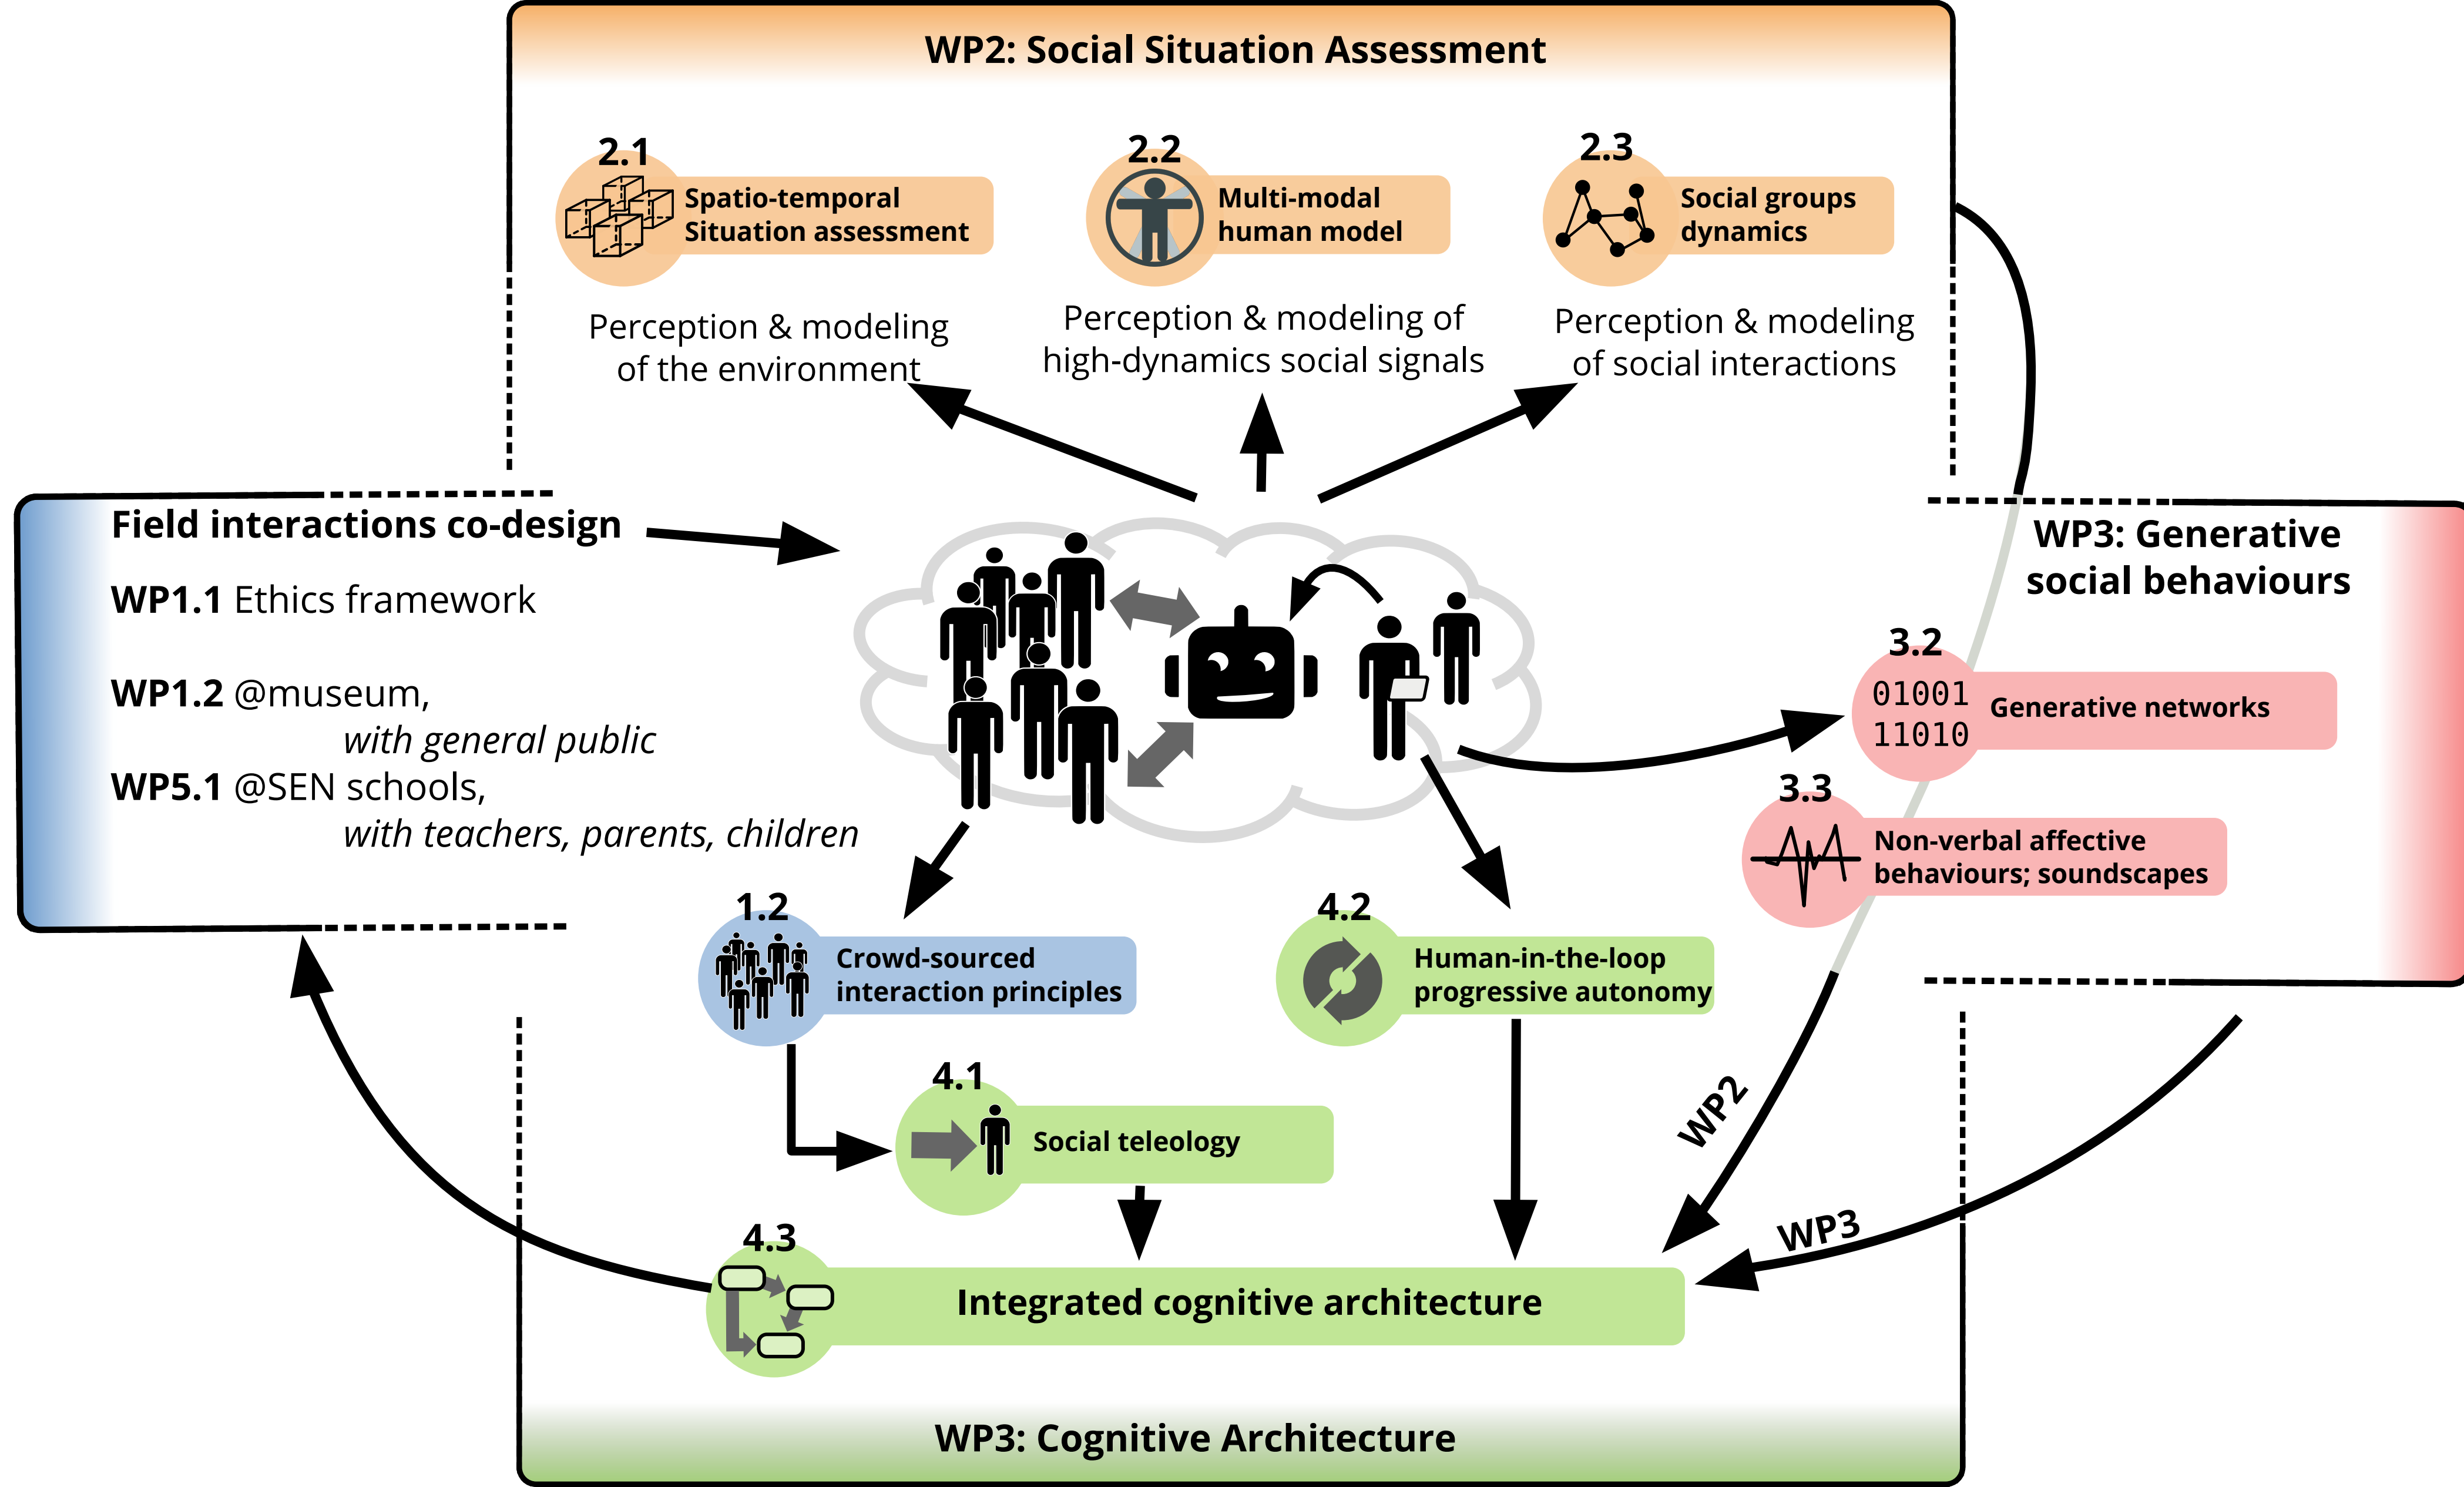 WP2: Social Situation Assessment
2.1
Spatio-temporal
Situation assessment
Perception & modeling
of the environment
2.2
Multi-modal
human model
Perception & modeling of
high-dynamics social signals
2.3
Social groups
dynamics
Perception & modeling
of social interactions
Field interactions co-design
WP1.1 Ethics framework
WP1.2 @museum,
with general public
WP5.1 @SEN schools,
with teachers, parents, children
WP3: Generative
social behaviours
3.2
01001
11010
Generative networks
3.3
Non-verbal affective
behaviours; soundscapes
1.2
Crowd-sourced
interaction principles
4.2
Human-in-the-loop
progressive autonomy
4.1
Social teleology
WP2
WP3
4.3
Integrated cognitive architecture
WP3: Cognitive Architecture